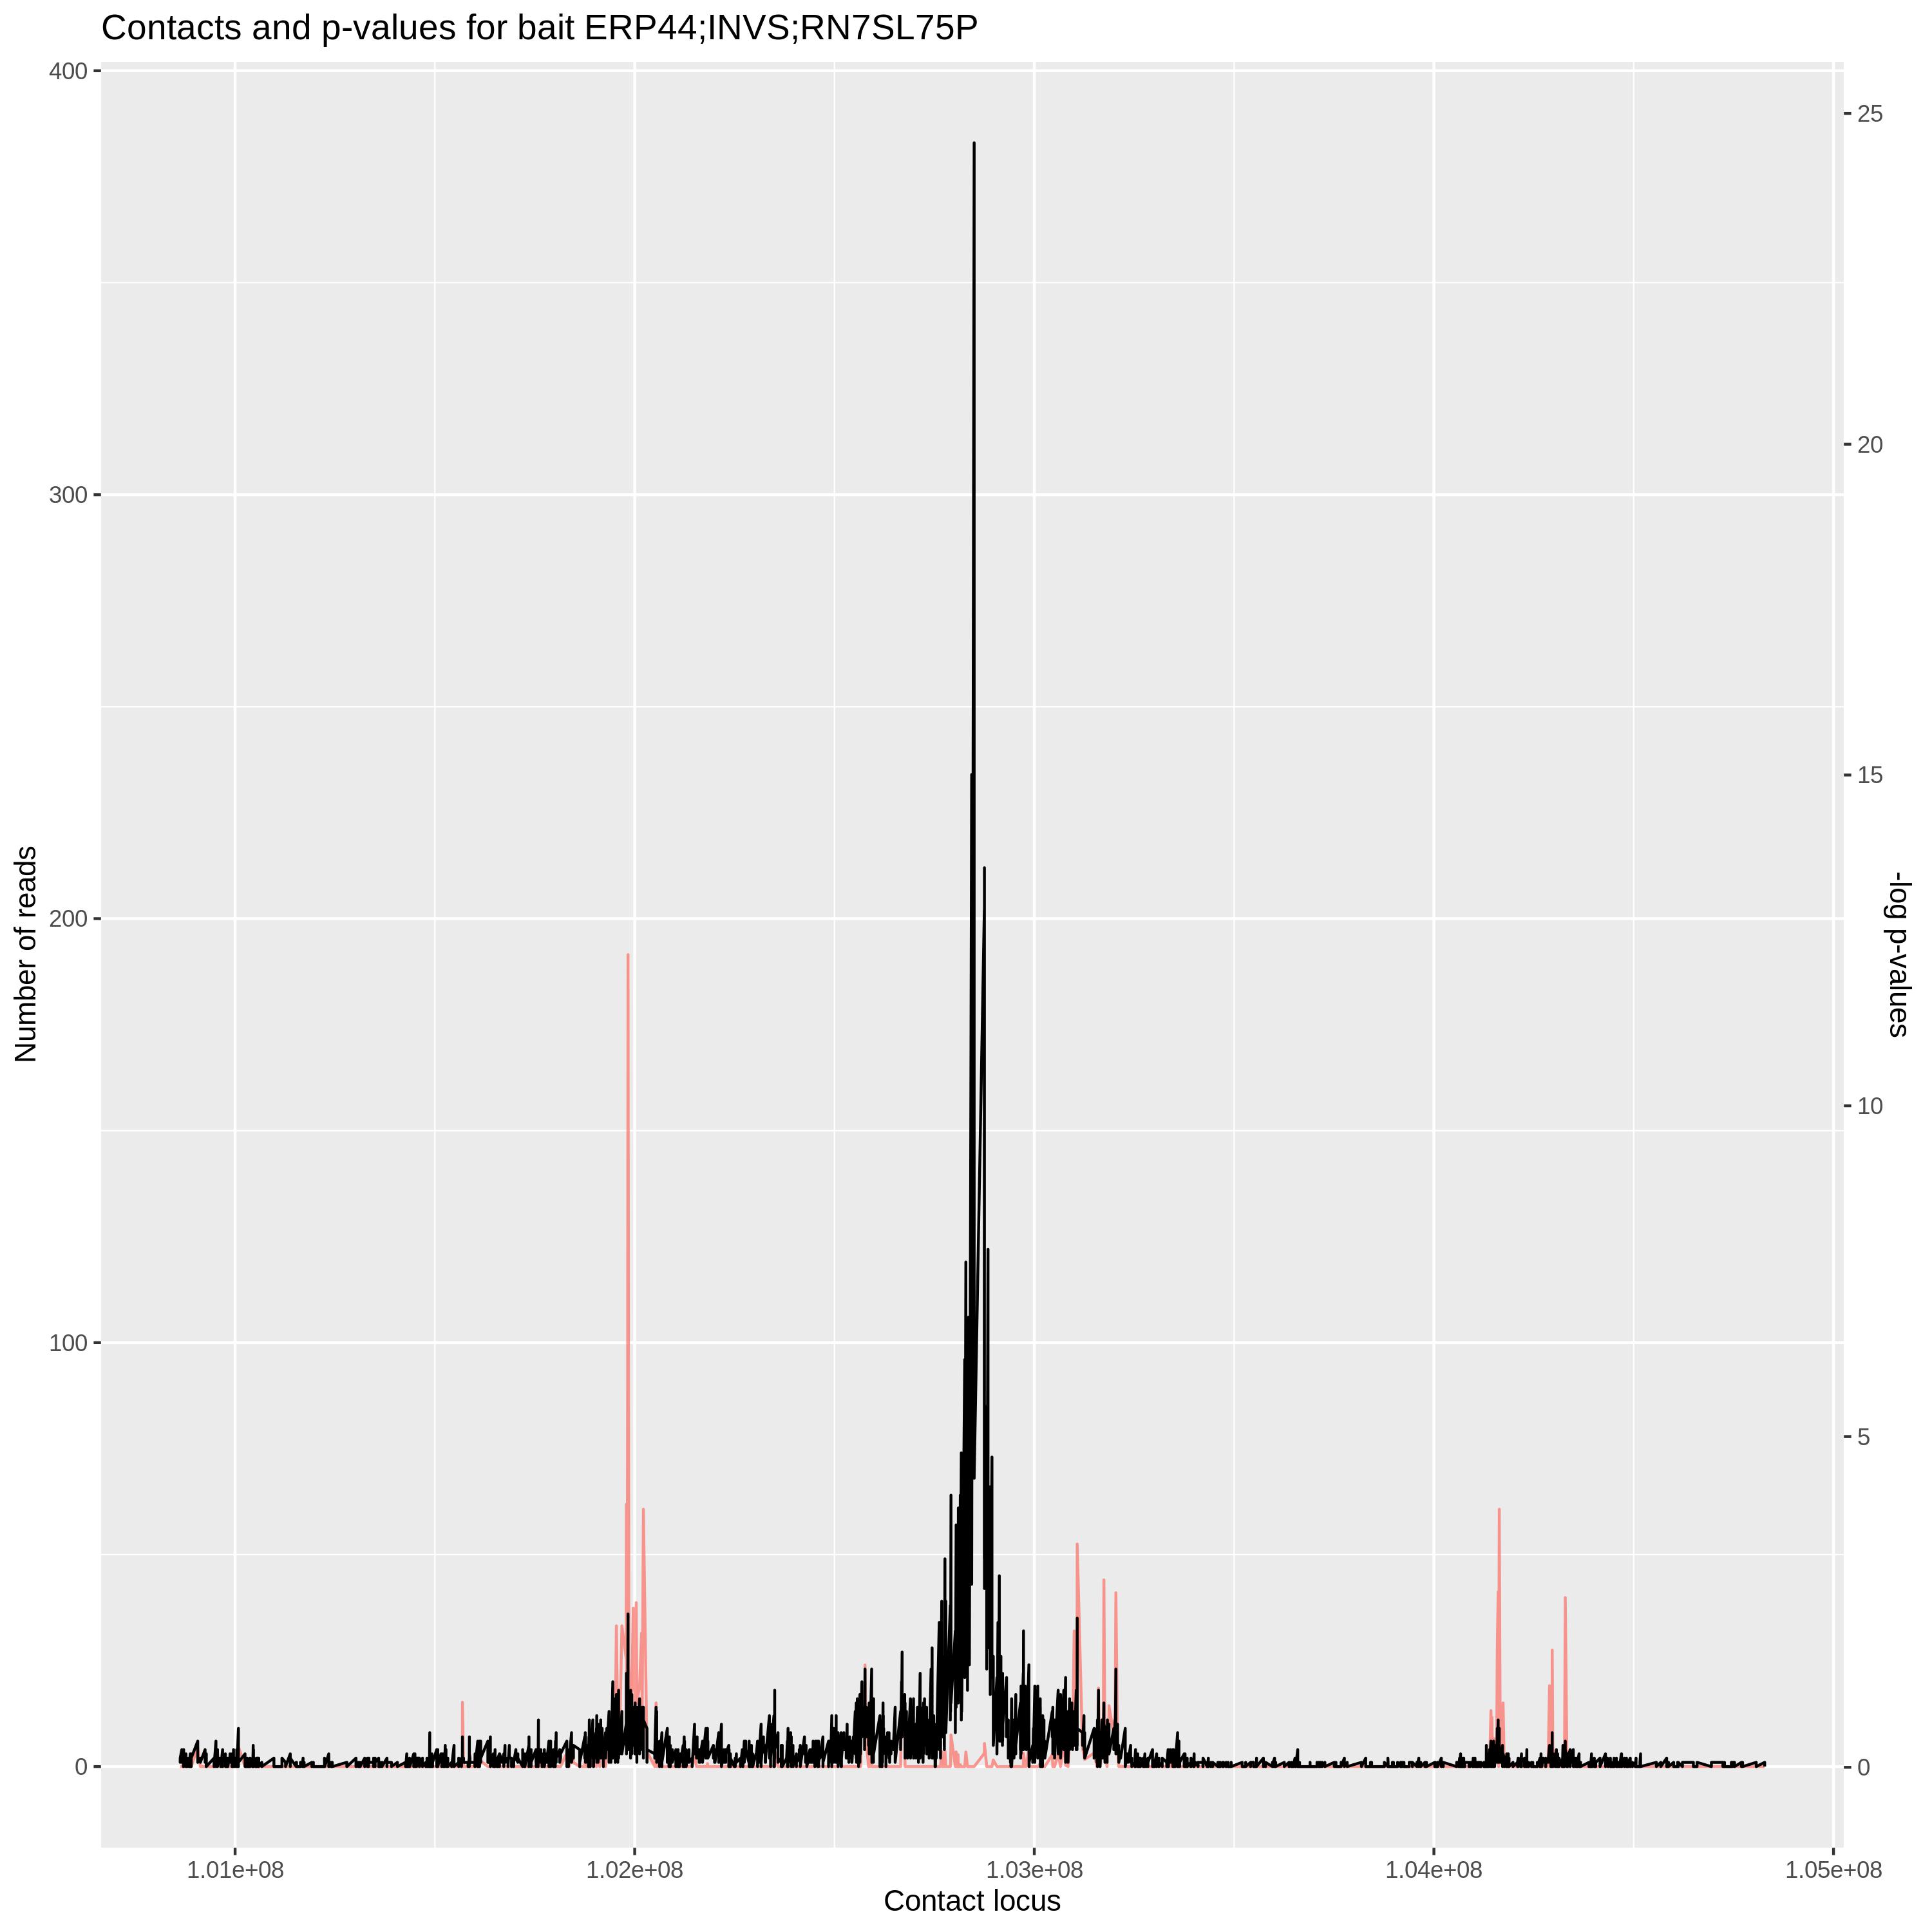 Contacts and p-values for bait ERP44;INVS;RN7SL75P
400
300
200
100
0
Number of reads
25
20
15
10
5
0
-log p-values
1.01e+08
1.02e+08
1.03e+08
1.04e+08
1.05e+08
Contact locus